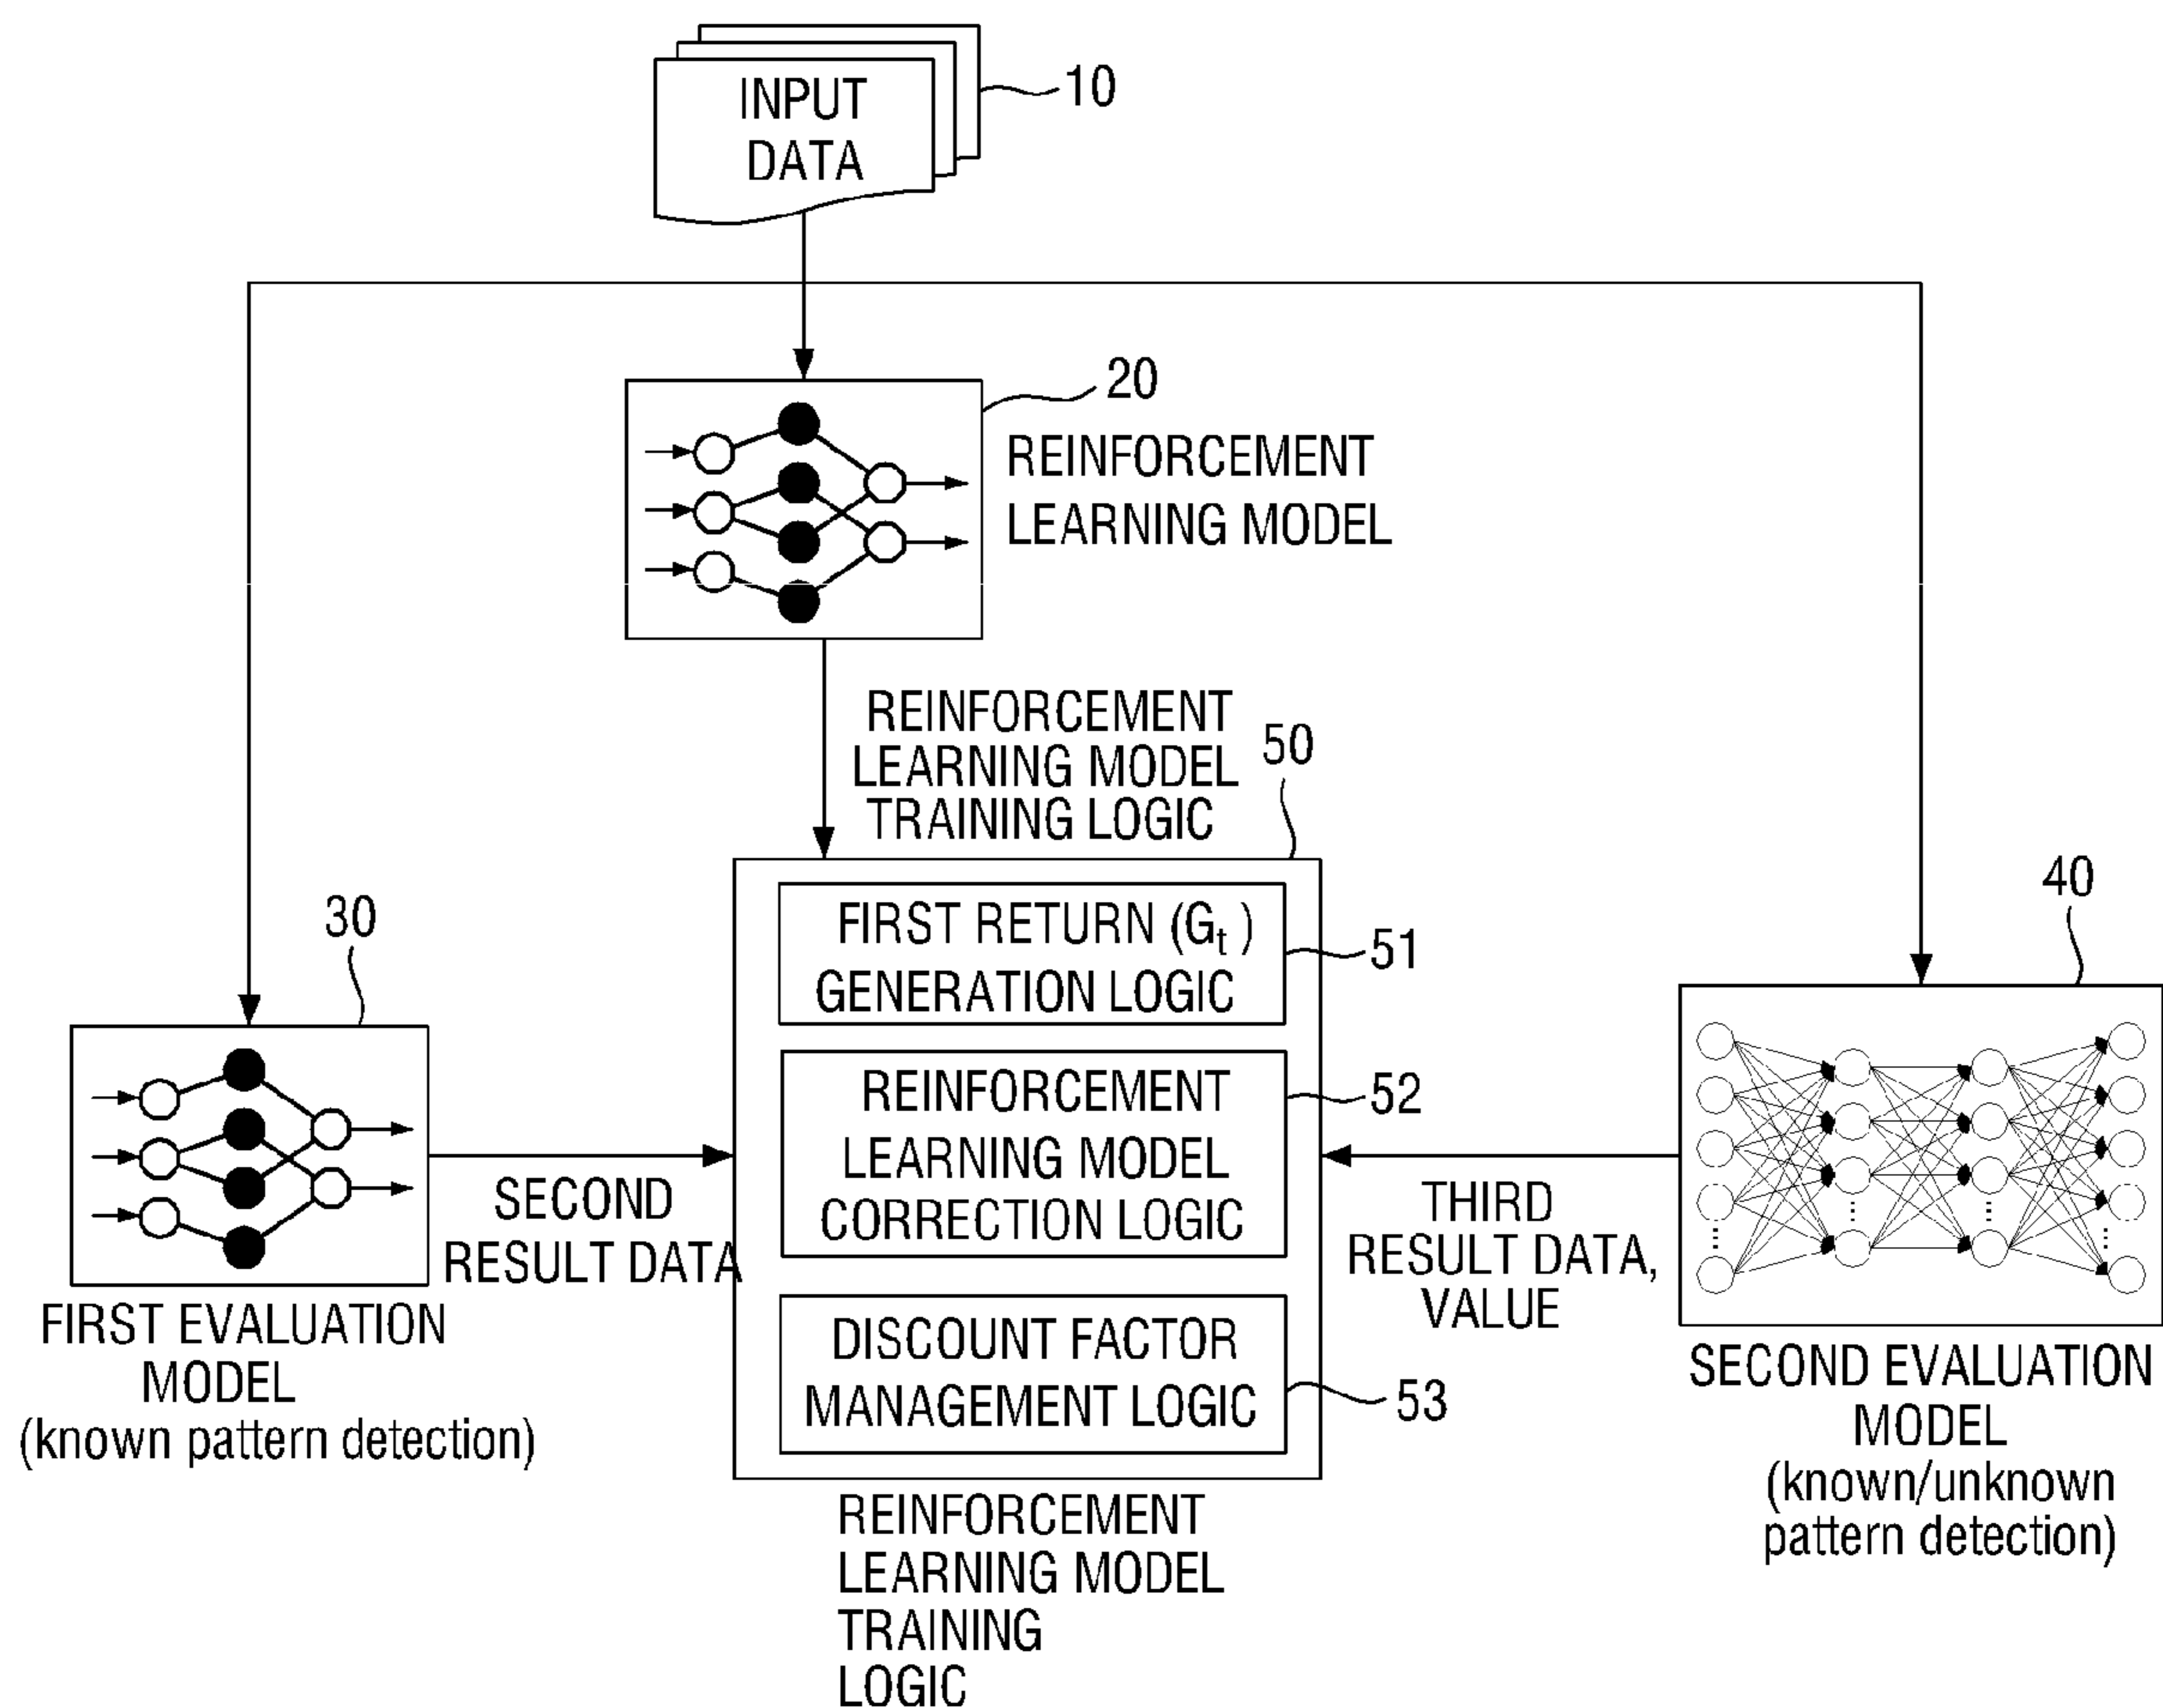 INPUT
DATA
10
20
REINFORCEMENT
LEARNING MODEL
REINFORCEMENT
LEARNING MODEL
TRAINING LOGIC
50
30
40
FIRST RETURN (Gt)
GENERATION LOGIC
51
REINFORCEMENT
LEARNING MODEL
CORRECTION LOGIC
52
DISCOUNT FACTOR
MANAGEMENT LOGIC
53
SECOND
RESULT DATA
THIRD
RESULT DATA,
VALUE
FIRST EVALUATION
MODEL
(known pattern detection)
SECOND EVALUATION
MODEL
(known/unknown
pattern detection)
REINFORCEMENT
LEARNING MODEL
TRAINING
LOGIC